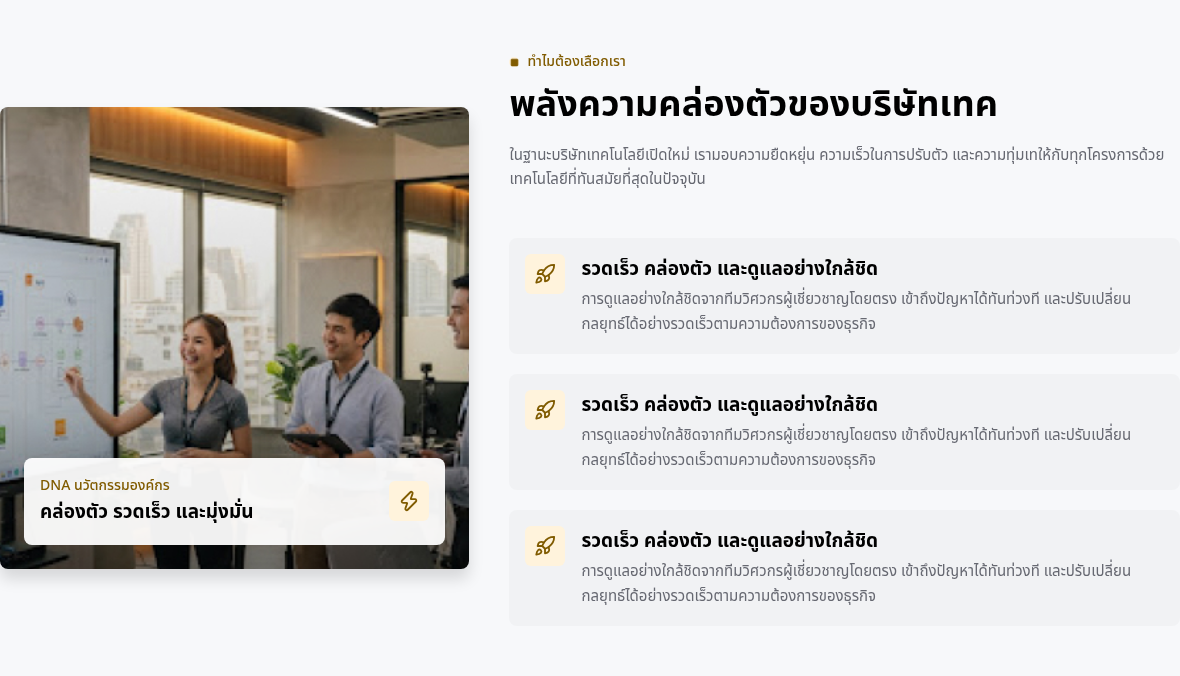 ทำไมต้องเลือกเรา
พลังความคล่องตัวของบริษัทเทค
ในฐานะบริษัทเทคโนโลยีเปิดใหม่ เรามอบความยืดหยุ่น ความเร็วในการปรับตัว และความทุ่มเทให้กับทุกโครงการด้วย
เทคโนโลยีที่ทันสมัยที่สุดในปัจจุบัน
รวดเร็ว คล่องตัว และดูแลอย่างใกล้ชิด
การดูแลอย่างใกล้ชิดจากทีมวิศวกรผู้เชี่ยวชาญโดยตรง เข้าถึงปัญหาได้ทันท่วงที และปรับเปลี่ยน
กลยุทธ์ได้อย่างรวดเร็วตามความต้องการของธุรกิจ
รวดเร็ว คล่องตัว และดูแลอย่างใกล้ชิด
การดูแลอย่างใกล้ชิดจากทีมวิศวกรผู้เชี่ยวชาญโดยตรง เข้าถึงปัญหาได้ทันท่วงที และปรับเปลี่ยน
กลยุทธ์ได้อย่างรวดเร็วตามความต้องการของธุรกิจ
รวดเร็ว คล่องตัว และดูแลอย่างใกล้ชิด
การดูแลอย่างใกล้ชิดจากทีมวิศวกรผู้เชี่ยวชาญโดยตรง เข้าถึงปัญหาได้ทันท่วงที และปรับเปลี่ยน
กลยุทธ์ได้อย่างรวดเร็วตามความต้องการของธุรกิจ
DNA นวัตกรรมองค์กร
คล่องตัว รวดเร็ว และมุ่งมั่น